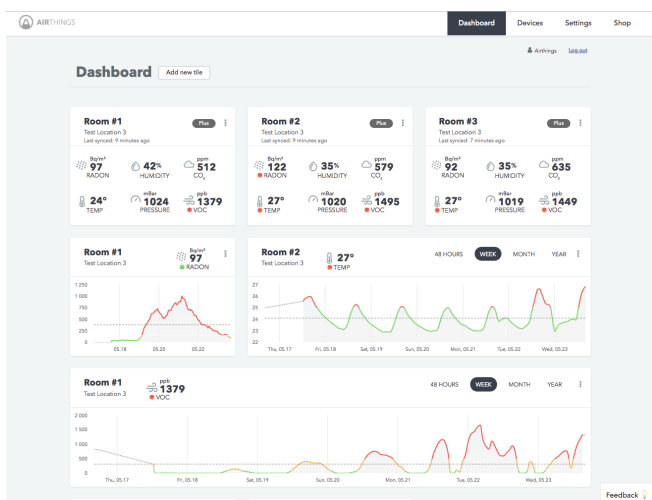 AIRTHINGS
Dashboard Devices Settings Shop
Airthings Log out
Dashboard Add new tile
Room #1 Plus
Test Location 3
Last synced: 9 minutes ago
Bq/m³ ppm
97 42% 512
RADON HUMIDITY CO₂
mBar ppb
24° 1024 1379
TEMP PRESSURE VOC
Room #2 Plus
Test Location 3
Last synced: 9 minutes ago
Bq/m³ ppm
122 35% 579
RADON HUMIDITY CO₂
mBar ppb
27° 1020 1495
TEMP PRESSURE VOC
Room #3 Plus
Test Location 3
Last synced: 7 minutes ago
Bq/m³ ppm
92 35% 635
RADON HUMIDITY CO₂
mBar ppb
27° 1019 1449
TEMP PRESSURE VOC
Room #1
Test Location 3
Bq/m³
97
RADON
1 250
1 000
750
500
250
0
05.18 05.20 05.22
Room #2
Test Location 3
27°
TEMP
48 HOURS WEEK MONTH YEAR
27
26
25
24
23
22
Thu, 05.17 Fri, 05.18 Sat, 05.19 Sun, 05.20 Mon, 05.21 Tue, 05.22 Wed, 05.23
Room #1
Test Location 3
ppb
1379
VOC
48 HOURS WEEK MONTH YEAR
2 000
1 500
1 000
500
0
Thu, 05.17 Fri, 05.18 Sat, 05.19 Sun, 05.20 Mon, 05.21 Tue, 05.22 Wed, 05.23
Feedback